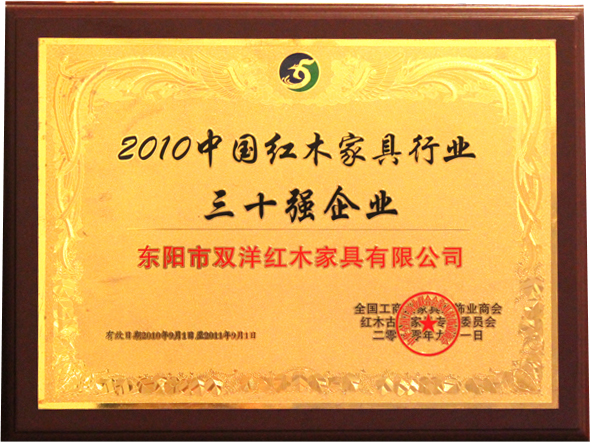 2010中国红木家具行业
三十强企业
东阳市双洋红木家具有限公司
全国工商 家具 饰业商会
红木古 家 专 委员会
有效日期2010年9月1日至2011年9月1日
二零 零年九 一日